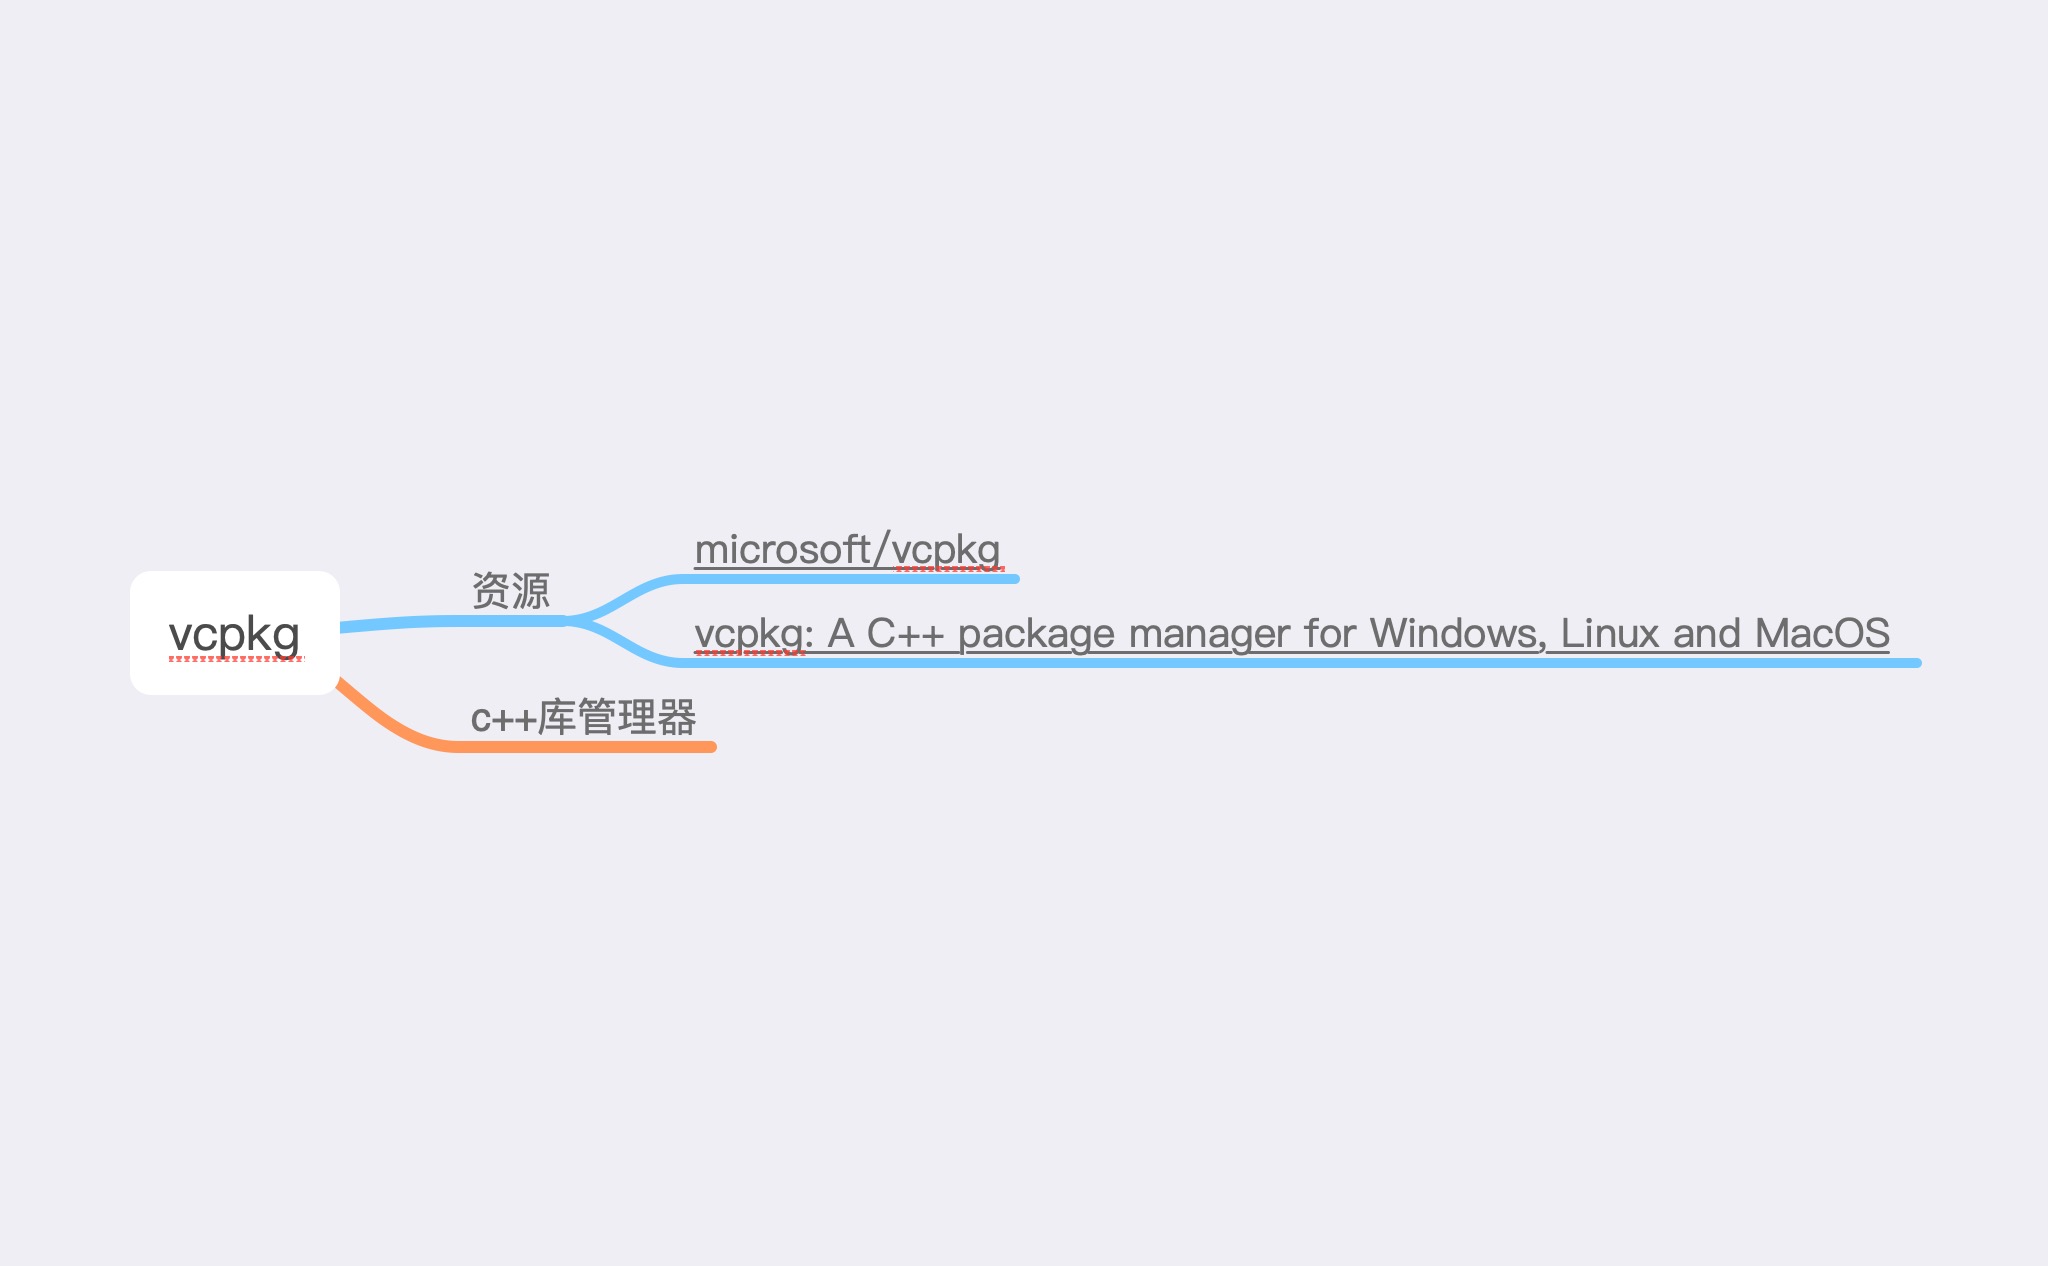 vcpkg
资源
microsoft/vcpkg
vcpkg: A C++ package manager for Windows, Linux and MacOS
c++库管理器